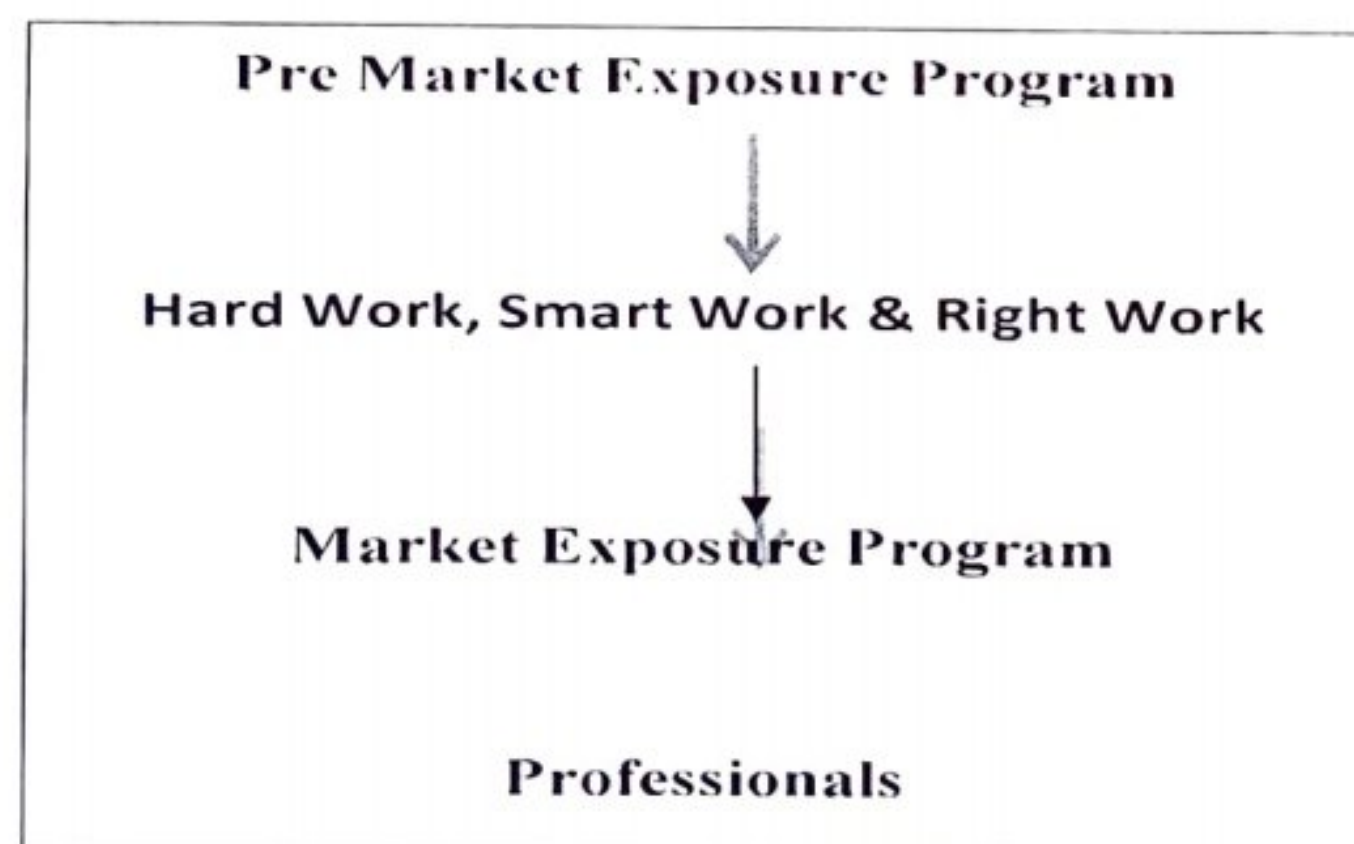 Pre Market Exposure Program
Hard Work, Smart Work & Right Work
Market Exposure Program
Professionals